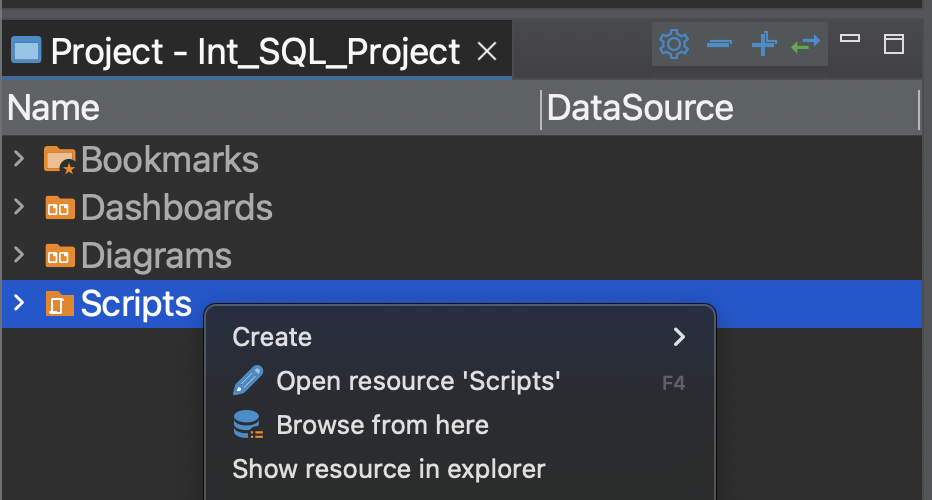 Project - Int_SQL_Project
Name DataSource
Bookmarks
Dashboards
Diagrams
Scripts
Create
Open resource 'Scripts' F4
Browse from here
Show resource in explorer